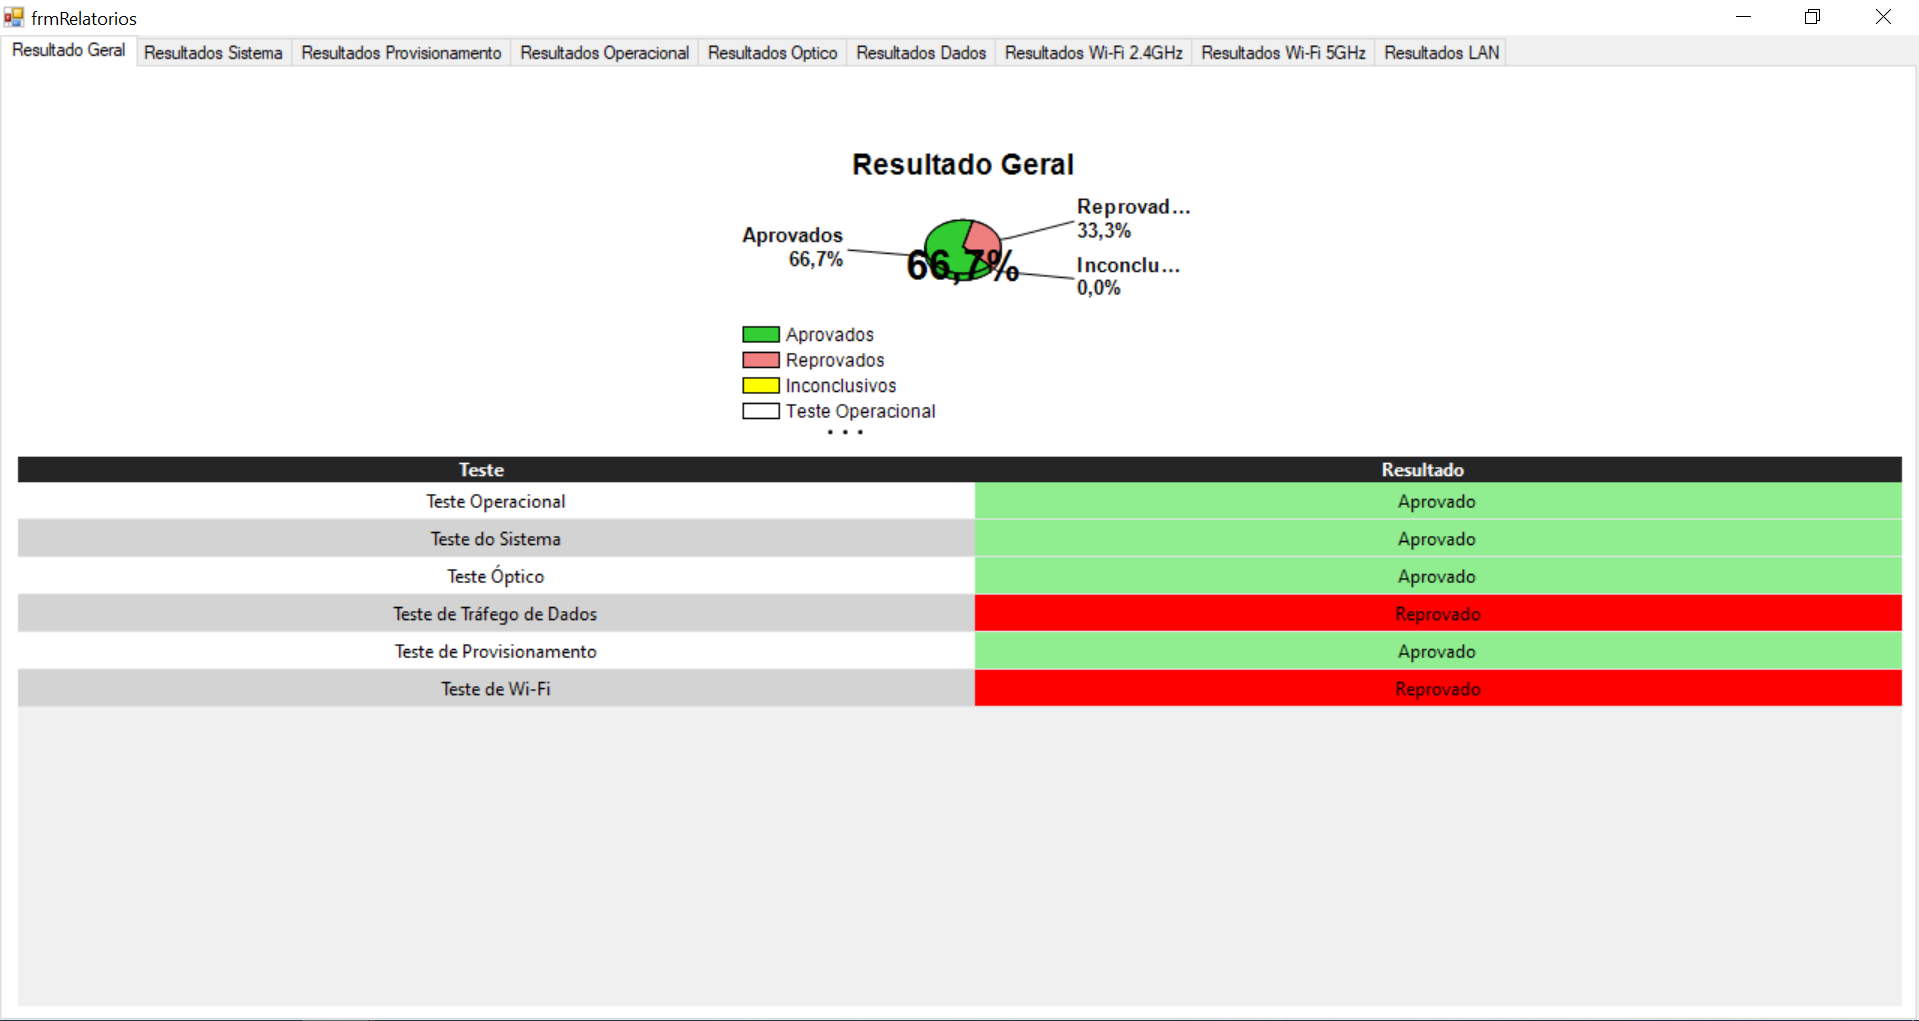 frmRelatorios
Resultado Geral Resultados Sistema Resultados Provisionamento Resultados Operacional Resultados Optico Resultados Dados Resultados Wi-Fi 2.4GHz Resultados Wi-Fi 5GHz Resultados LAN
Resultado Geral
Reprovad...
33,3%
Aprovados
66,7%
66,7%
Inconclu...
0,0%
Aprovados
Reprovados
Inconclusivos
Teste Operacional
...
Teste Resultado
Teste Operacional Aprovado
Teste do Sistema Aprovado
Teste Óptico Aprovado
Teste de Tráfego de Dados Reprovado
Teste de Provisionamento Aprovado
Teste de Wi-Fi Reprovado